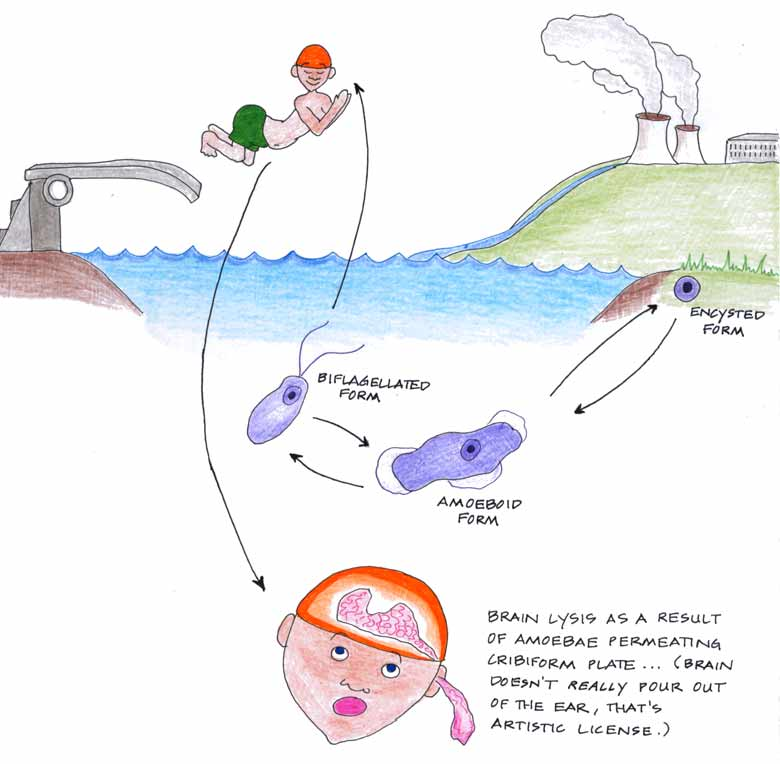 ENCYSTED
FORM
BIFLAGELLATED
FORM
AMOEBOID
FORM
BRAIN LYSIS AS A RESULT
OF AMOEBAE PERMEATING
CRIBIFORM PLATE... (BRAIN
DOESN'T REALLY POUR OUT
OF THE EAR, THAT'S
ARTISTIC LICENSE.)